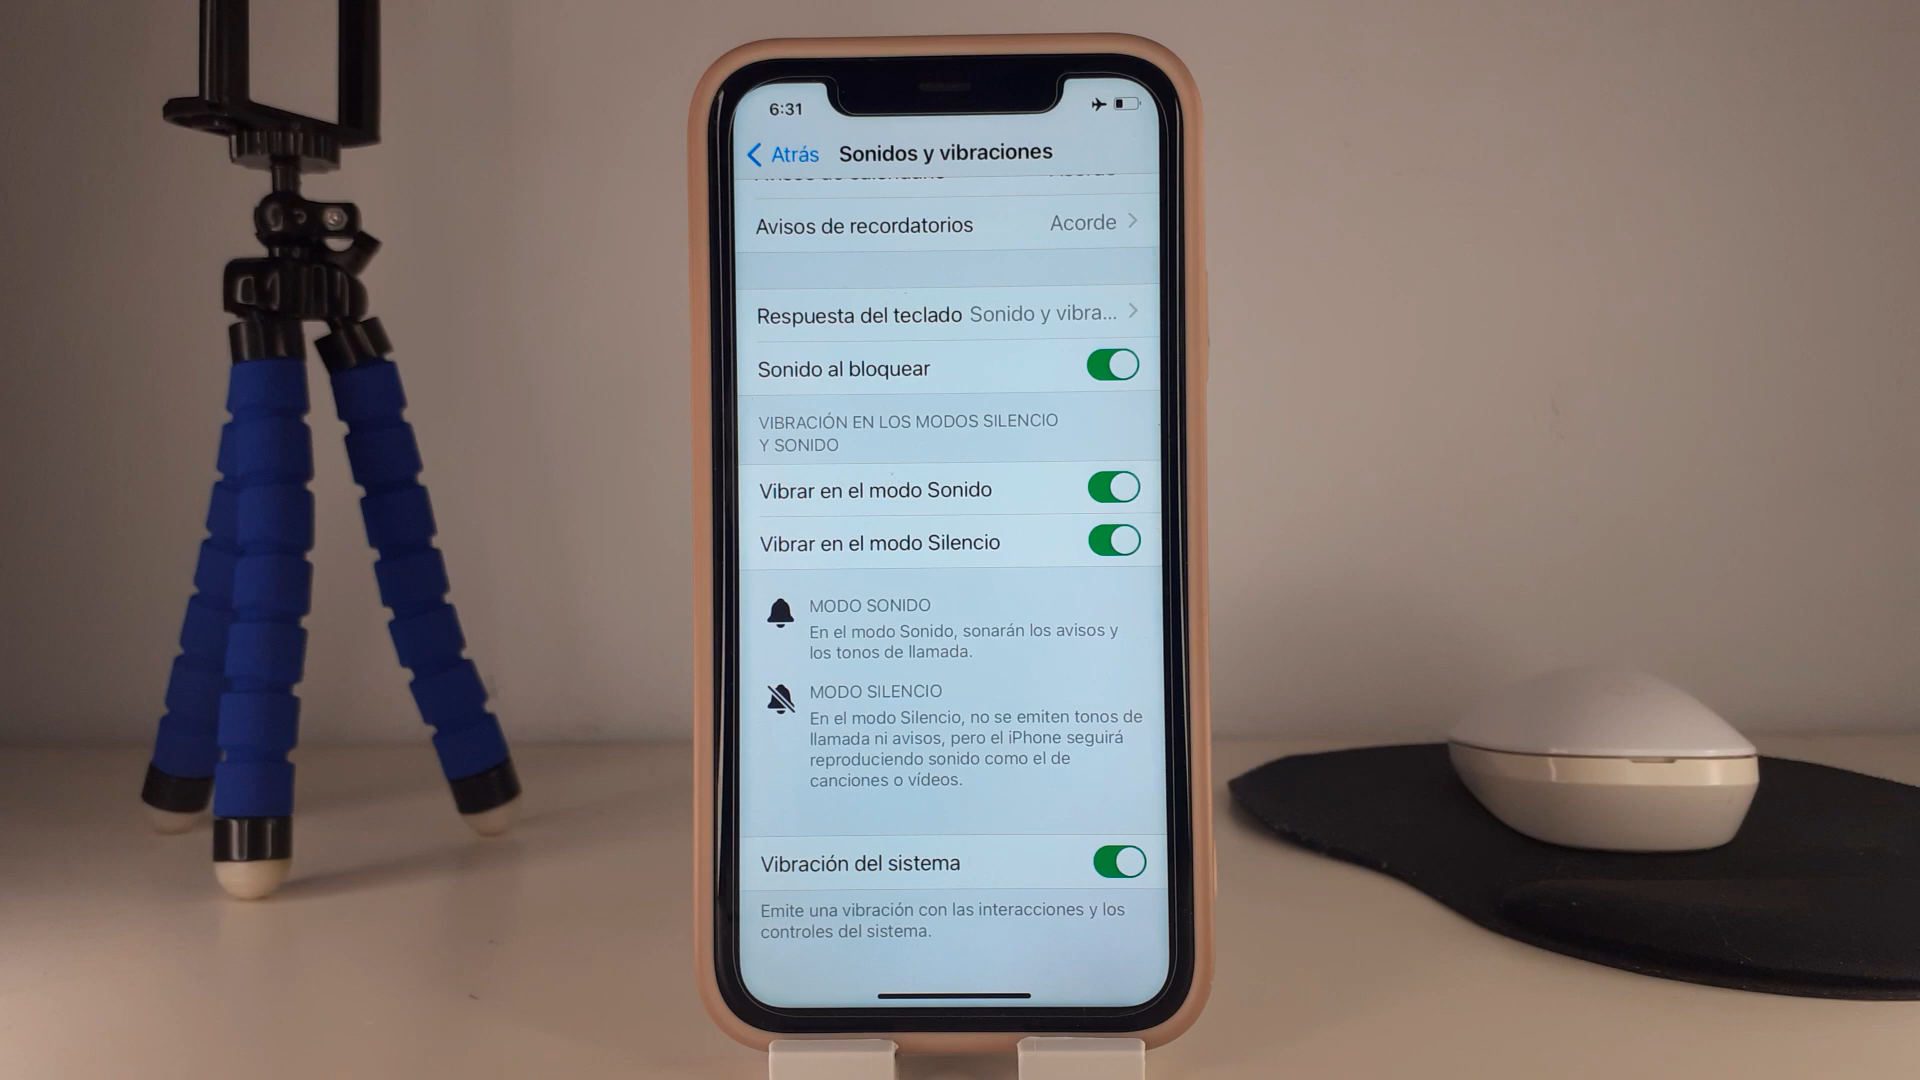 6:31
Atrás Sonidos y vibraciones
Avisos de recordatorios Acorde
Respuesta del teclado Sonido y vibra...
Sonido al bloquear
VIBRACIÓN EN LOS MODOS SILENCIO
Y SONIDO
Vibrar en el modo Sonido
Vibrar en el modo Silencio
MODO SONIDO
En el modo Sonido, sonarán los avisos y
los tonos de llamada.
MODO SILENCIO
En el modo Silencio, no se emiten tonos de
llamada ni avisos, pero el iPhone seguirá
reproduciendo sonido como el de
canciones o vídeos.
Vibración del sistema
Emite una vibración con las interacciones y los
controles del sistema.